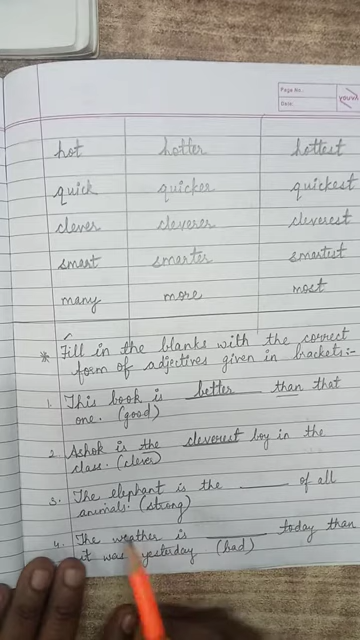 Page No.:
Date:
YOUVA
hot hotter hottest
quick quicker quickest
clever cleverer cleverest
smart smarter smartest
many more most
* Fill in the blanks with the correct
form of adjectives given in brackets:-
1. This book is better than that
one. (good)
2. Ashok is the cleverest boy in the
class. (clever)
3. The elephant is the ______ of all
animals. (strong)
4. The weather is ______ today than
it was yesterday (bad)